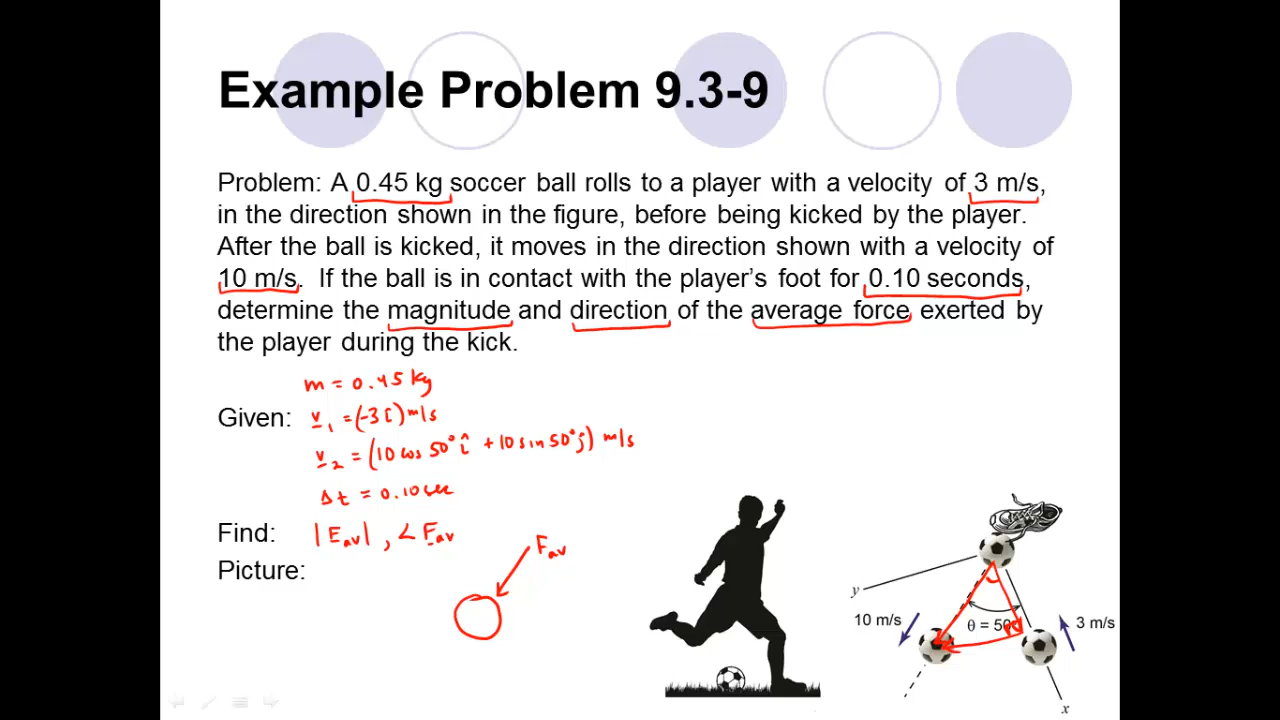 Example Problem 9.3-9
Problem: A 0.45 kg soccer ball rolls to a player with a velocity of 3 m/s,
in the direction shown in the figure, before being kicked by the player.
After the ball is kicked, it moves in the direction shown with a velocity of
10 m/s. If the ball is in contact with the player's foot for 0.10 seconds,
determine the magnitude and direction of the average force exerted by
the player during the kick.
m = 0.45 kg
Given: v₁ = (-3î) m/s
v₂ = (10 cos 50° î + 10 sin 50° ĵ) m/s
Δt = 0.10 sec
Find: |F_av|, ∠ F_av
F_av
Picture:
y
10 m/s
θ = 50
3 m/s
x